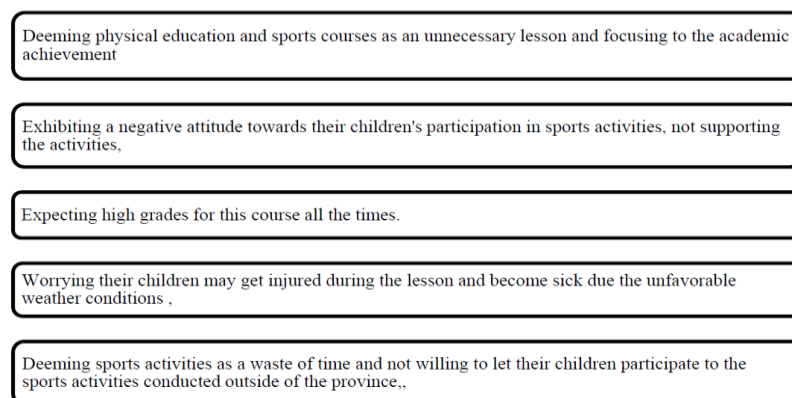 Deeming physical education and sports courses as an unnecessary lesson and focusing to the academic
achievement
Exhibiting a negative attitude towards their children's participation in sports activities, not supporting
the activities,
Expecting high grades for this course all the times.
Worrying their children may get injured during the lesson and become sick due the unfavorable
weather conditions ,
Deeming sports activities as a waste of time and not willing to let their children participate to the
sports activities conducted outside of the province,,